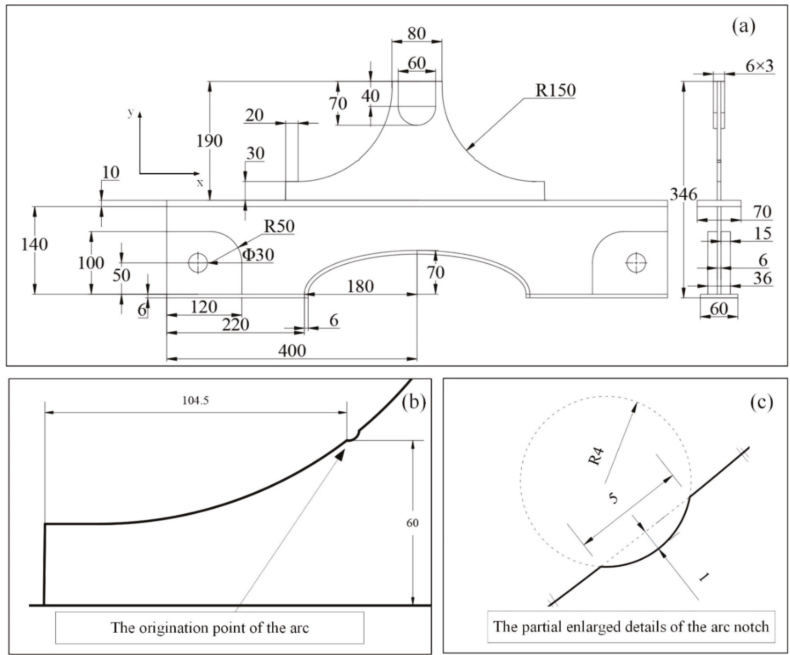 (a)
80
60
6×3
40
70
R150
y
20
190
30
x
10
346
70
R50
15
140
Φ30
100
50
70
6
180
36
6
120
6
60
220
400
(b)
104.5
60
The origination point of the arc
(c)
R4
5
1
The partial enlarged details of the arc notch